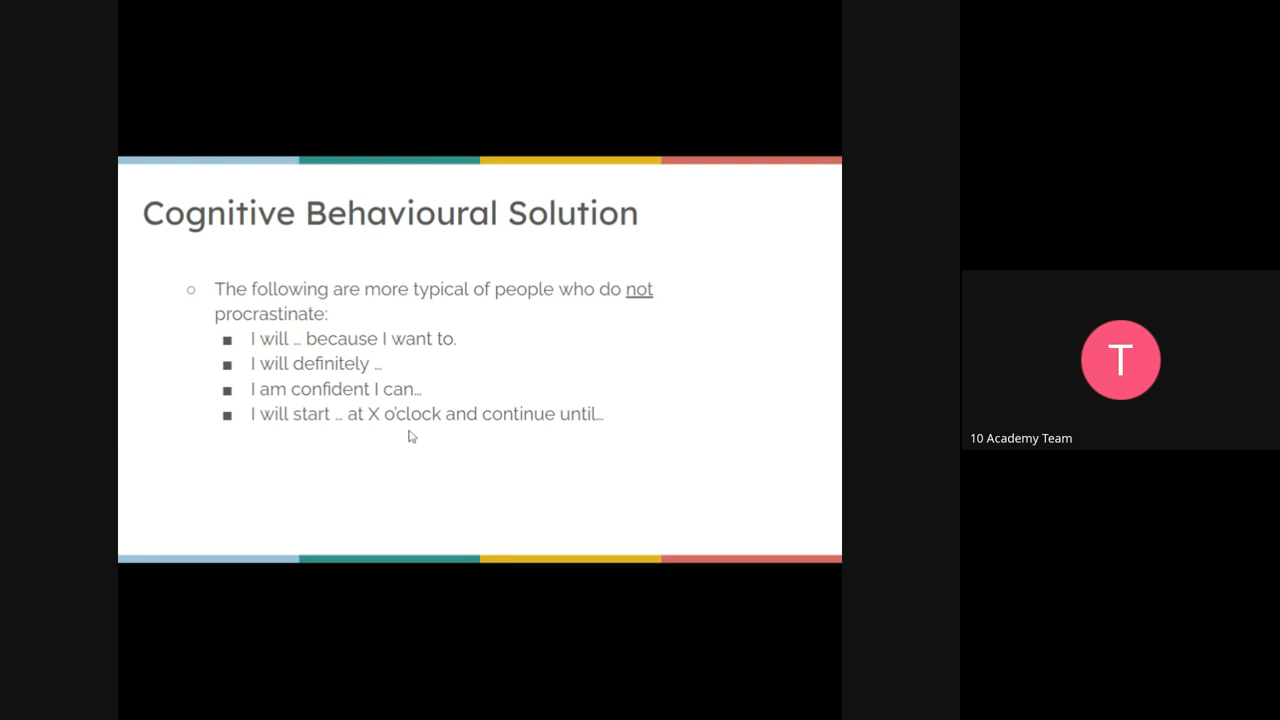 Cognitive Behavioural Solution
○ The following are more typical of people who do not
procrastinate:
■ I will … because I want to.
■ I will definitely …
■ I am confident I can…
■ I will start … at X o'clock and continue until…
T
10 Academy Team